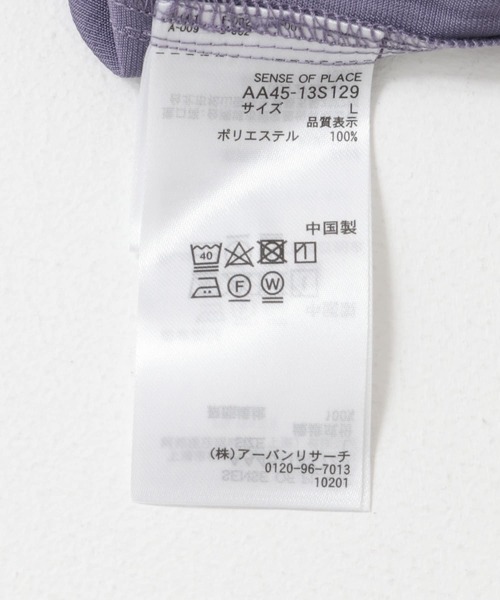 A-009
SENSE OF PLACE
AA45-13S129
サイズ L
品質表示
ポリエステル 100%
中国製
40
F W
(株)アーバンリサーチ
0120-96-7013
10201